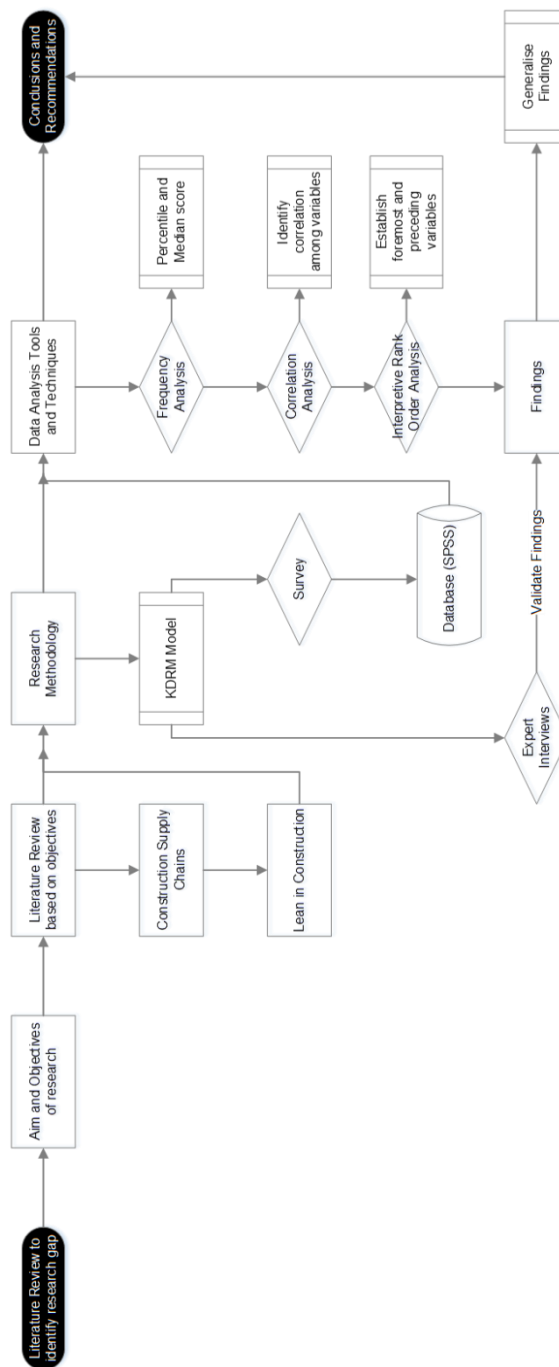 Literature Review to
identify research gap
Aim and Objectives
of research
Literature Review
based on objectives
Construction Supply
Chains
Lean in Construction
Research
Methodology
KDRM Model
Survey
Database (SPSS)
Expert
Interviews
Validate Findings
Data Analysis Tools
and Techniques
Frequency
Analysis
Percentile and
Median score
Correlation
Analysis
Identify
correlation
among variables
Interpretive Rank
Order Analysis
Establish
foremost and
preceding
variables
Findings
Generalise
Findings
Conclusions and
Recommendations